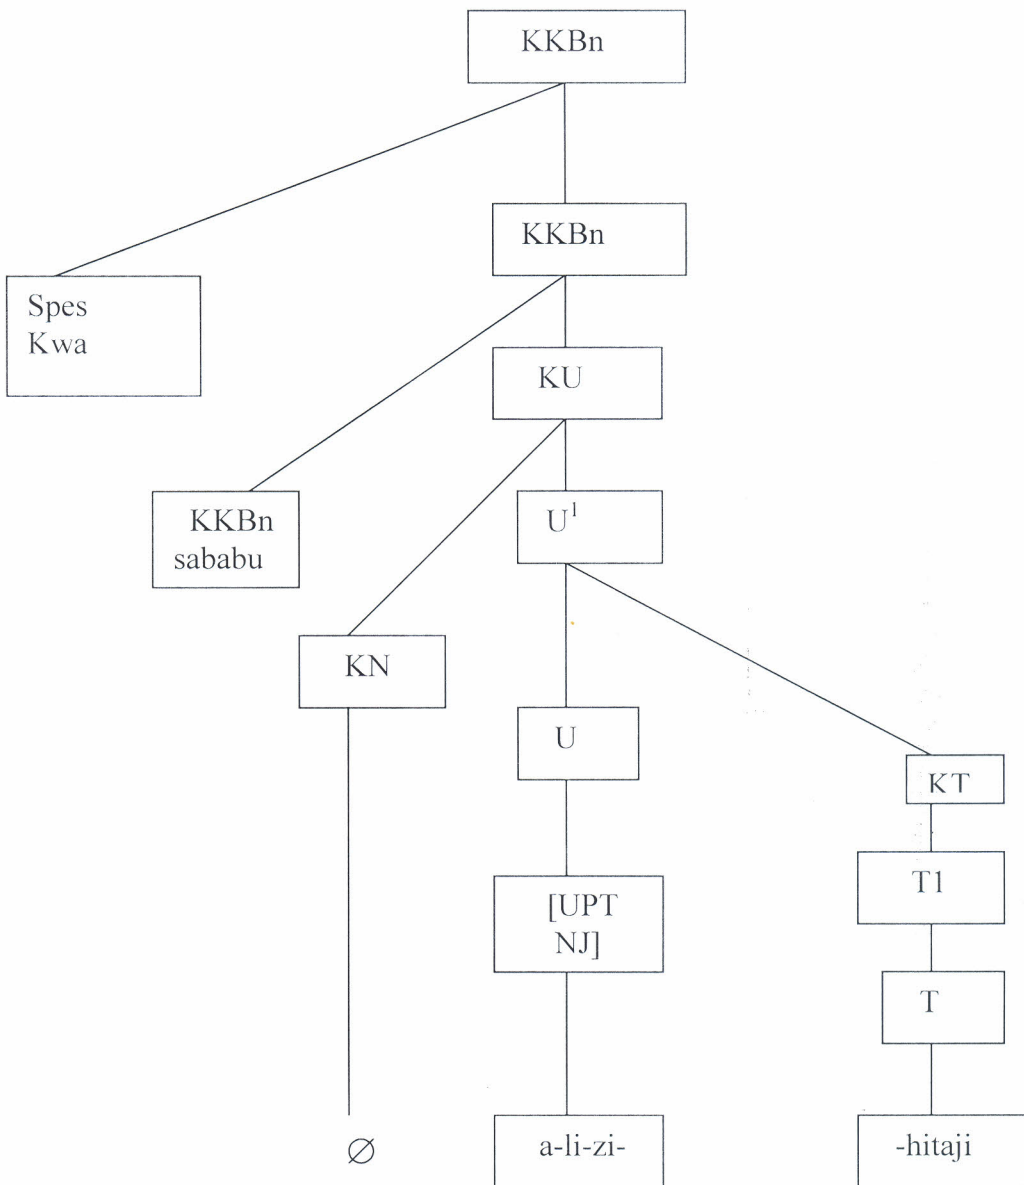 KKBn
KKBn
Spes
Kwa
KU
KKBn
sababu
U¹
KN
U
KT
[UPT
NJ]
T1
T
∅
a-li-zi-
-hitaji